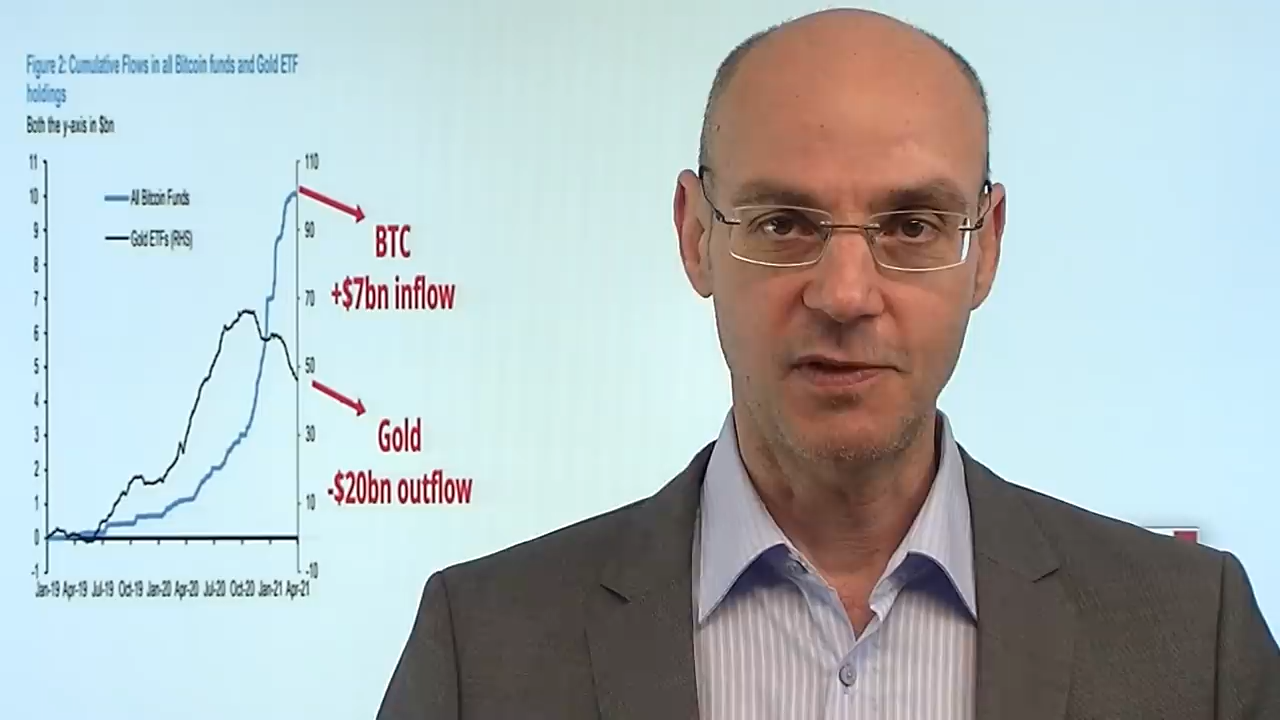 Figure 2: Cumulative Flows in all Bitcoin funds and Gold ETF
holdings
Both the y-axis in $bn
11
10
9
8
7
6
5
4
3
2
1
0
-1
110
90
70
50
30
10
-10
All Bitcoin Funds
Gold ETFs (RHS)
Jan-19 Apr-19 Jul-19 Oct-19 Jan-20 Apr-20 Jul-20 Oct-20 Jan-21 Apr-21
BTC
+$7bn inflow
Gold
-$20bn outflow